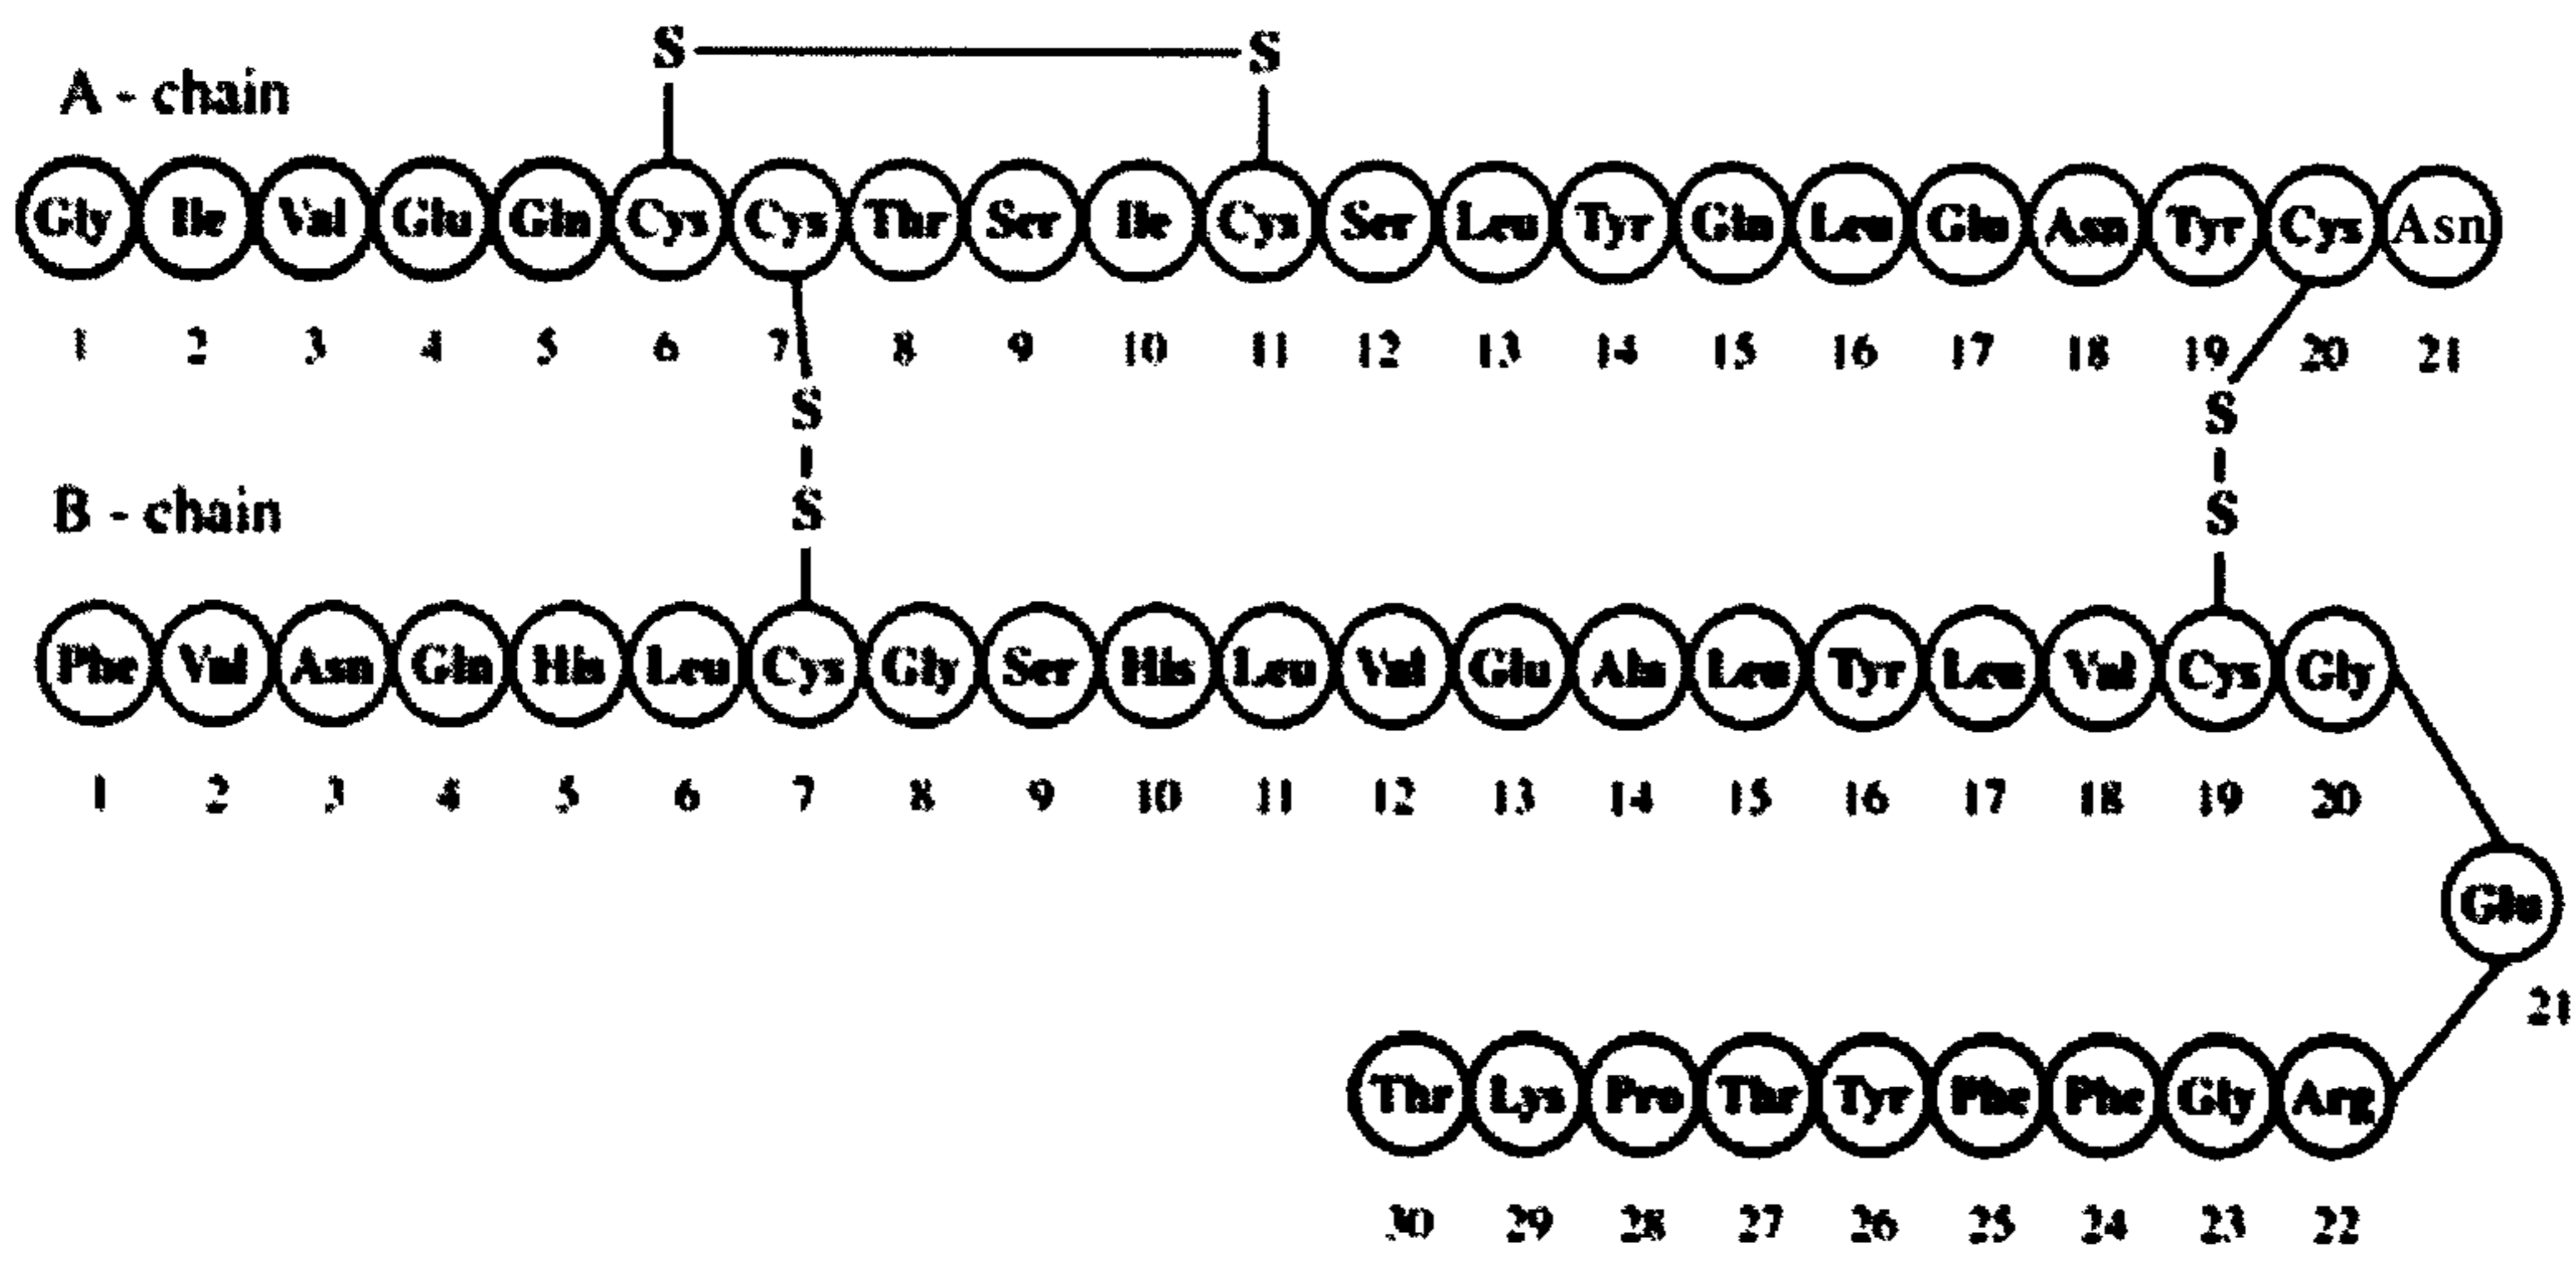 S S
A - chain
Gly Ile Val Glu Gln Cys Cys Thr Ser Ile Cys Ser Leu Tyr Gln Leu Glu Asn Tyr Cys Asn
1 2 3 4 5 6 7 8 9 10 11 12 13 14 15 16 17 18 19 20 21
S S
S S
B - chain
Phe Val Asn Gln His Leu Cys Gly Ser His Leu Val Glu Ala Leu Tyr Leu Val Cys Gly
1 2 3 4 5 6 7 8 9 10 11 12 13 14 15 16 17 18 19 20
Glu
21
Thr Lys Pro Thr Tyr Phe Phe Gly Arg
30 29 28 27 26 25 24 23 22